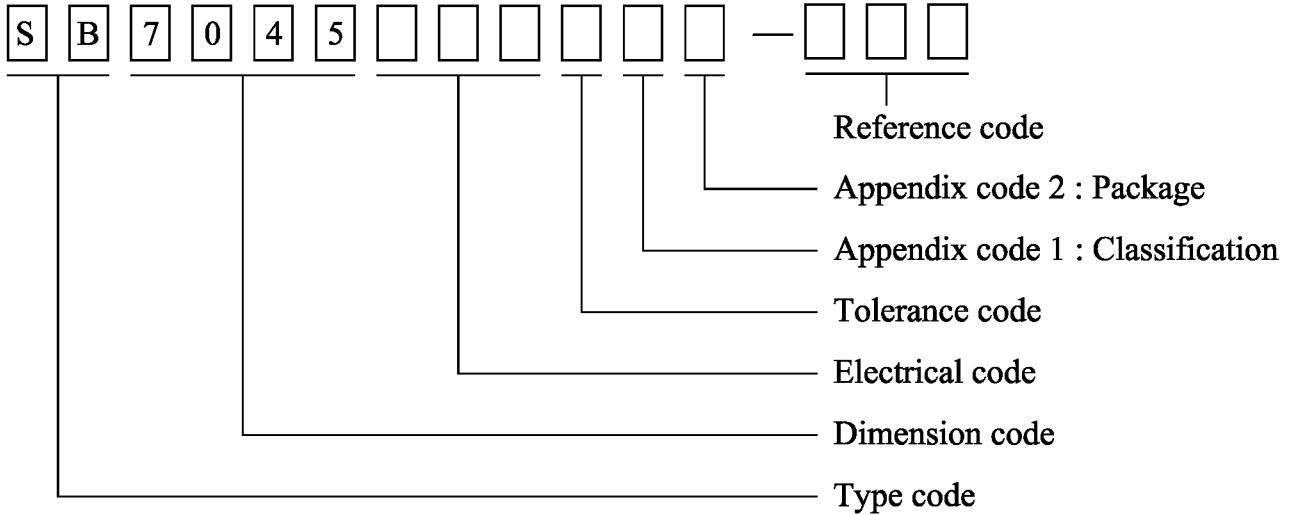 S B 7 0 4 5 —
Reference code
Appendix code 2 : Package
Appendix code 1 : Classification
Tolerance code
Electrical code
Dimension code
Type code